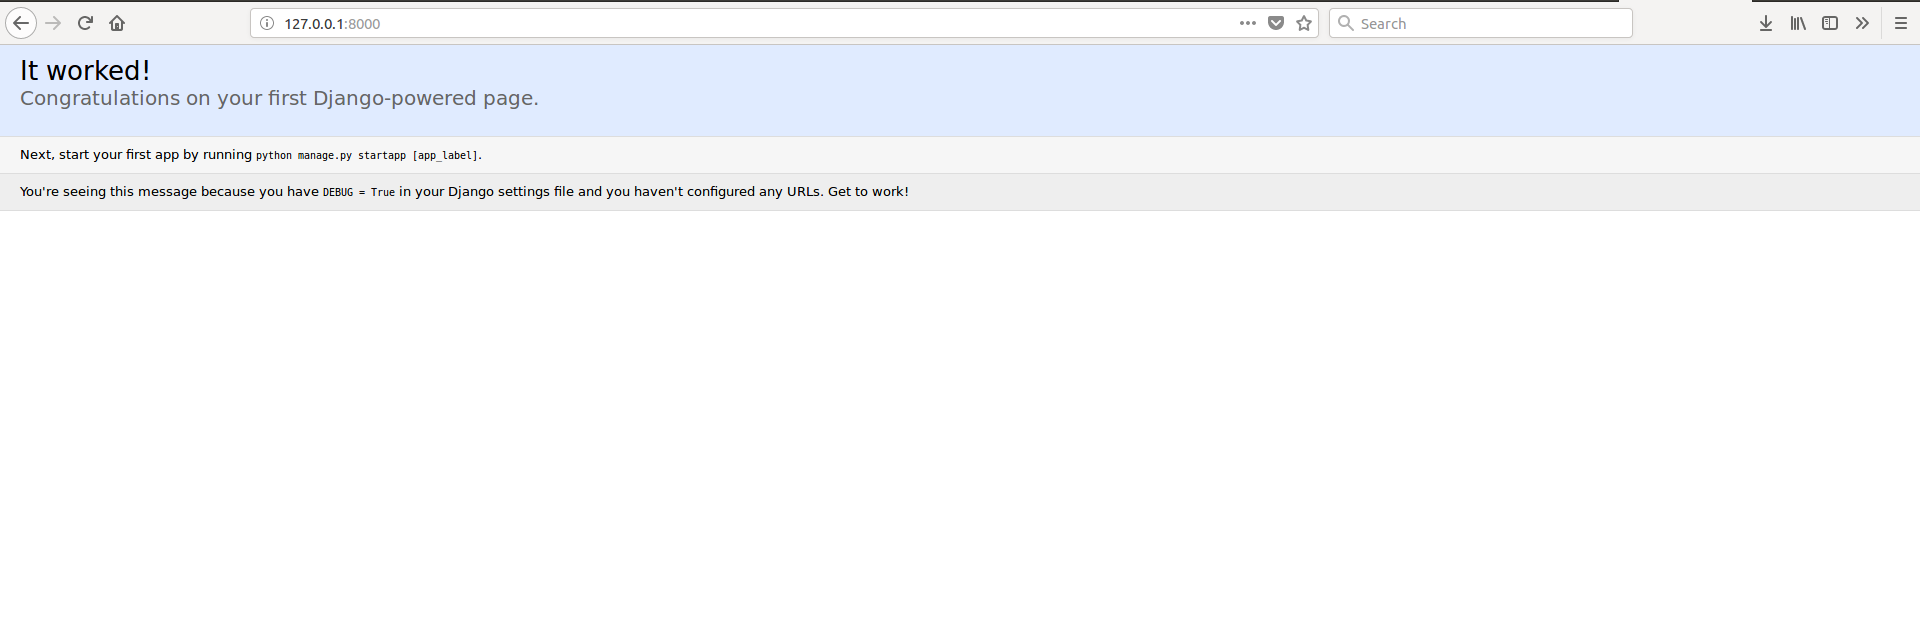 127.0.0.1:8000
Search
It worked!
Congratulations on your first Django-powered page.
Next, start your first app by running python manage.py startapp [app_label].
You're seeing this message because you have DEBUG = True in your Django settings file and you haven't configured any URLs. Get to work!